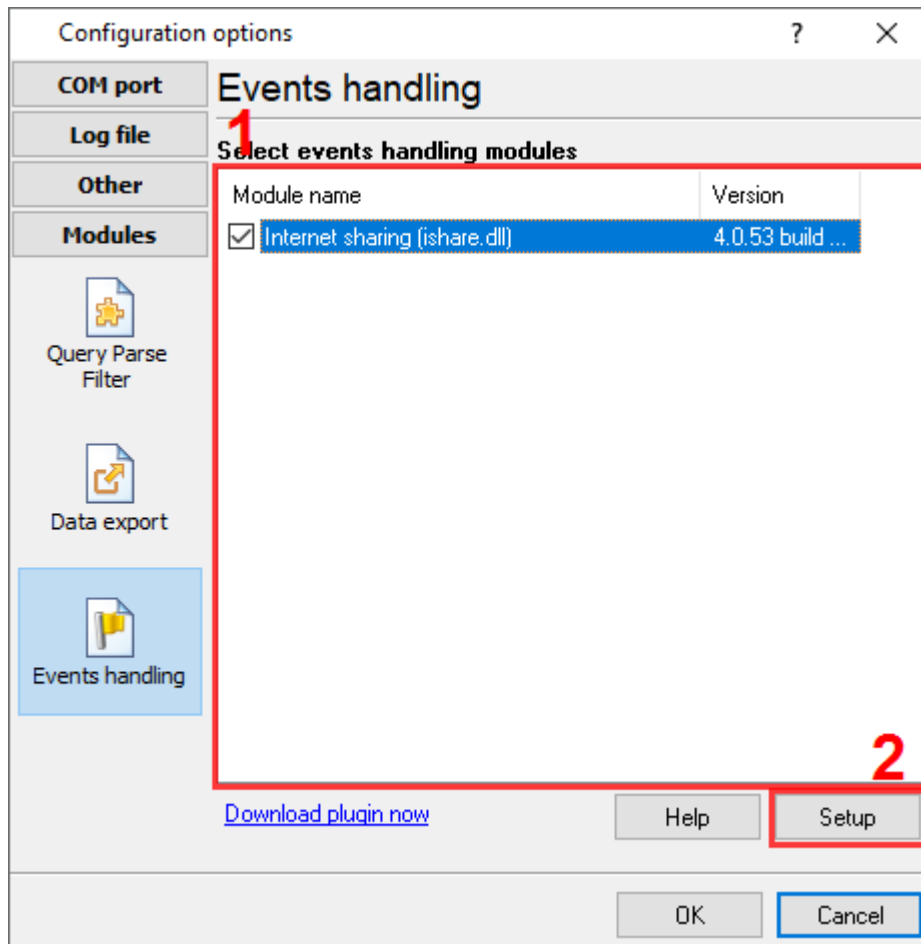 Configuration options
?
COM port
Log file
Other
Modules
Query Parse
Filter
Data export
Events handling
Events handling
1
Select events handling modules
Module name Version
Internet sharing (ishare.dll) 4.0.53 build ...
2
Download plugin now
Help
Setup
OK
Cancel